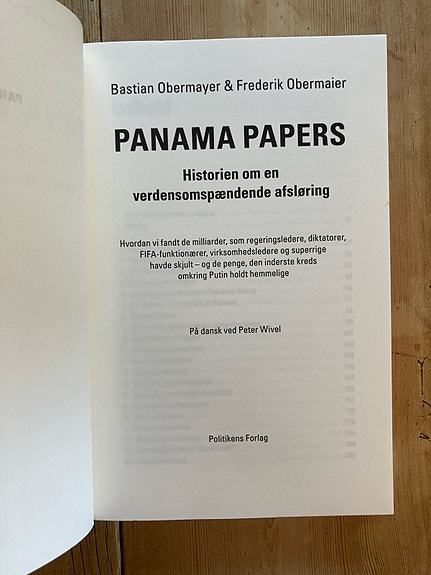 Bastian Obermayer & Frederik Obermaier
PANAMA PAPERS
Historien om en
verdensomspændende afsløring
Hvordan vi fandt de milliarder, som regeringsledere, diktatorer,
FIFA-funktionærer, virksomhedsledere og superrige
havde skjult – og de penge, den inderste kreds
omkring Putin holdt hemmelige
På dansk ved Peter Wivel
Politikens Forlag